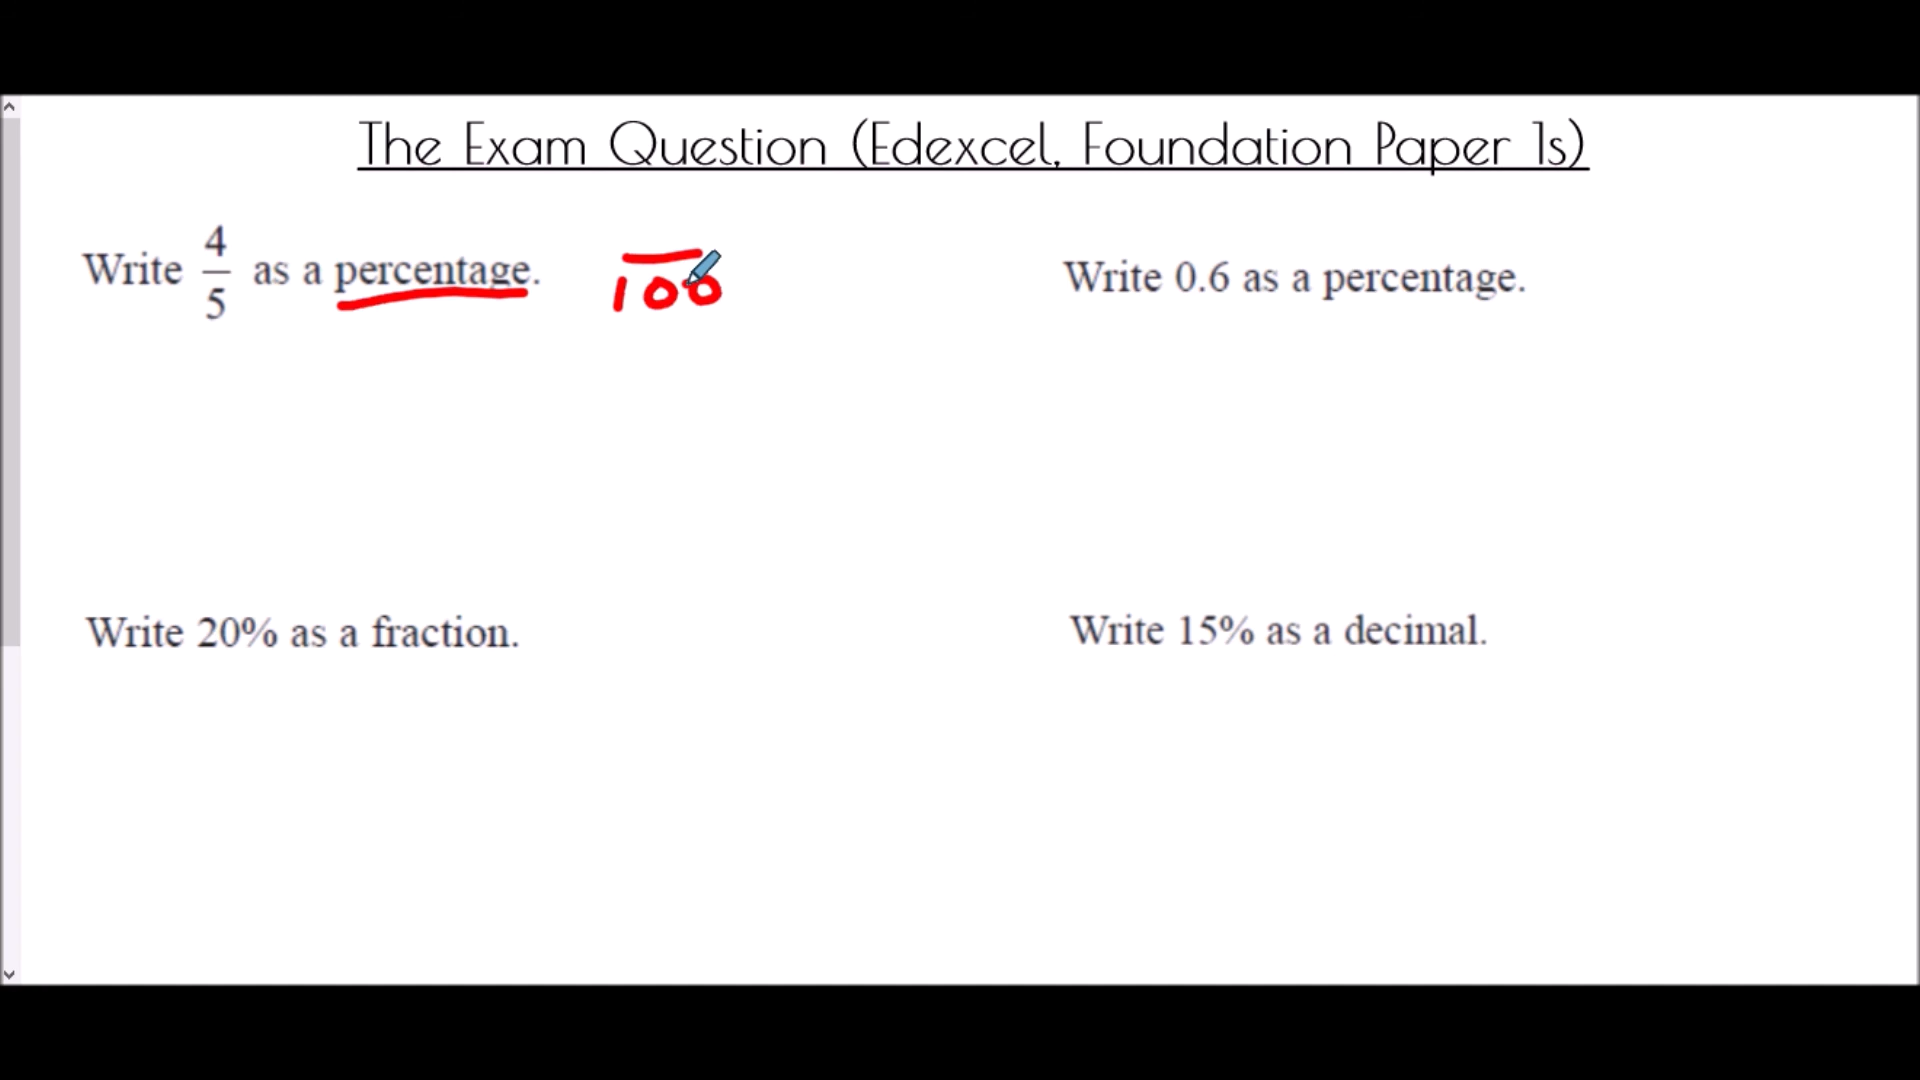 The Exam Question (Edexcel, Foundation Paper 1s)
Write 4/5 as a percentage.
100
Write 0.6 as a percentage.
Write 20% as a fraction.
Write 15% as a decimal.